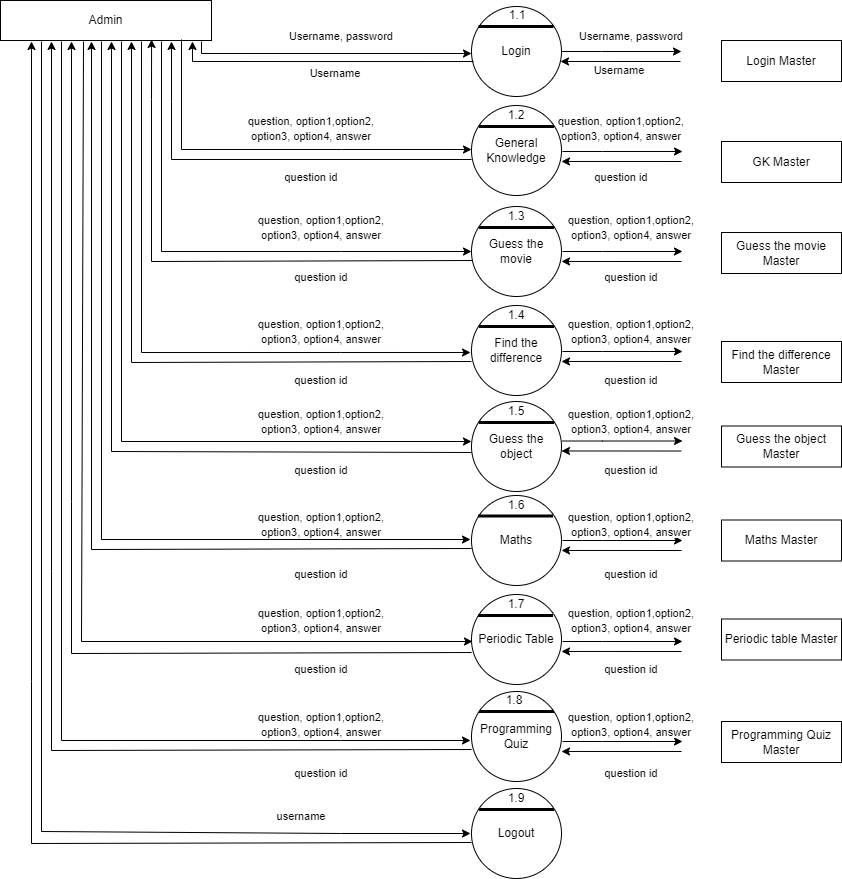 Admin
1.1
Username, password
Username, password
Login
Login Master
Username
Username
1.2
question, option1,option2,
option3, option4, answer
question, option1,option2,
option3, option4, answer
General
Knowledge
GK Master
question id
question id
1.3
question, option1,option2,
option3, option4, answer
question, option1,option2,
option3, option4, answer
Guess the
movie
Guess the movie
Master
question id
question id
1.4
question, option1,option2,
option3, option4, answer
question, option1,option2,
option3, option4, answer
Find the
difference
Find the difference
Master
question id
question id
1.5
question, option1,option2,
option3, option4, answer
question, option1,option2,
option3, option4, answer
Guess the
object
Guess the object
Master
question id
question id
1.6
question, option1,option2,
option3, option4, answer
question, option1,option2,
option3, option4, answer
Maths
Maths Master
question id
question id
1.7
question, option1,option2,
option3, option4, answer
question, option1,option2,
option3, option4, answer
Periodic Table
Periodic table Master
question id
question id
1.8
question, option1,option2,
option3, option4, answer
question, option1,option2,
option3, option4, answer
Programming
Quiz
Programming Quiz
Master
question id
question id
1.9
username
Logout